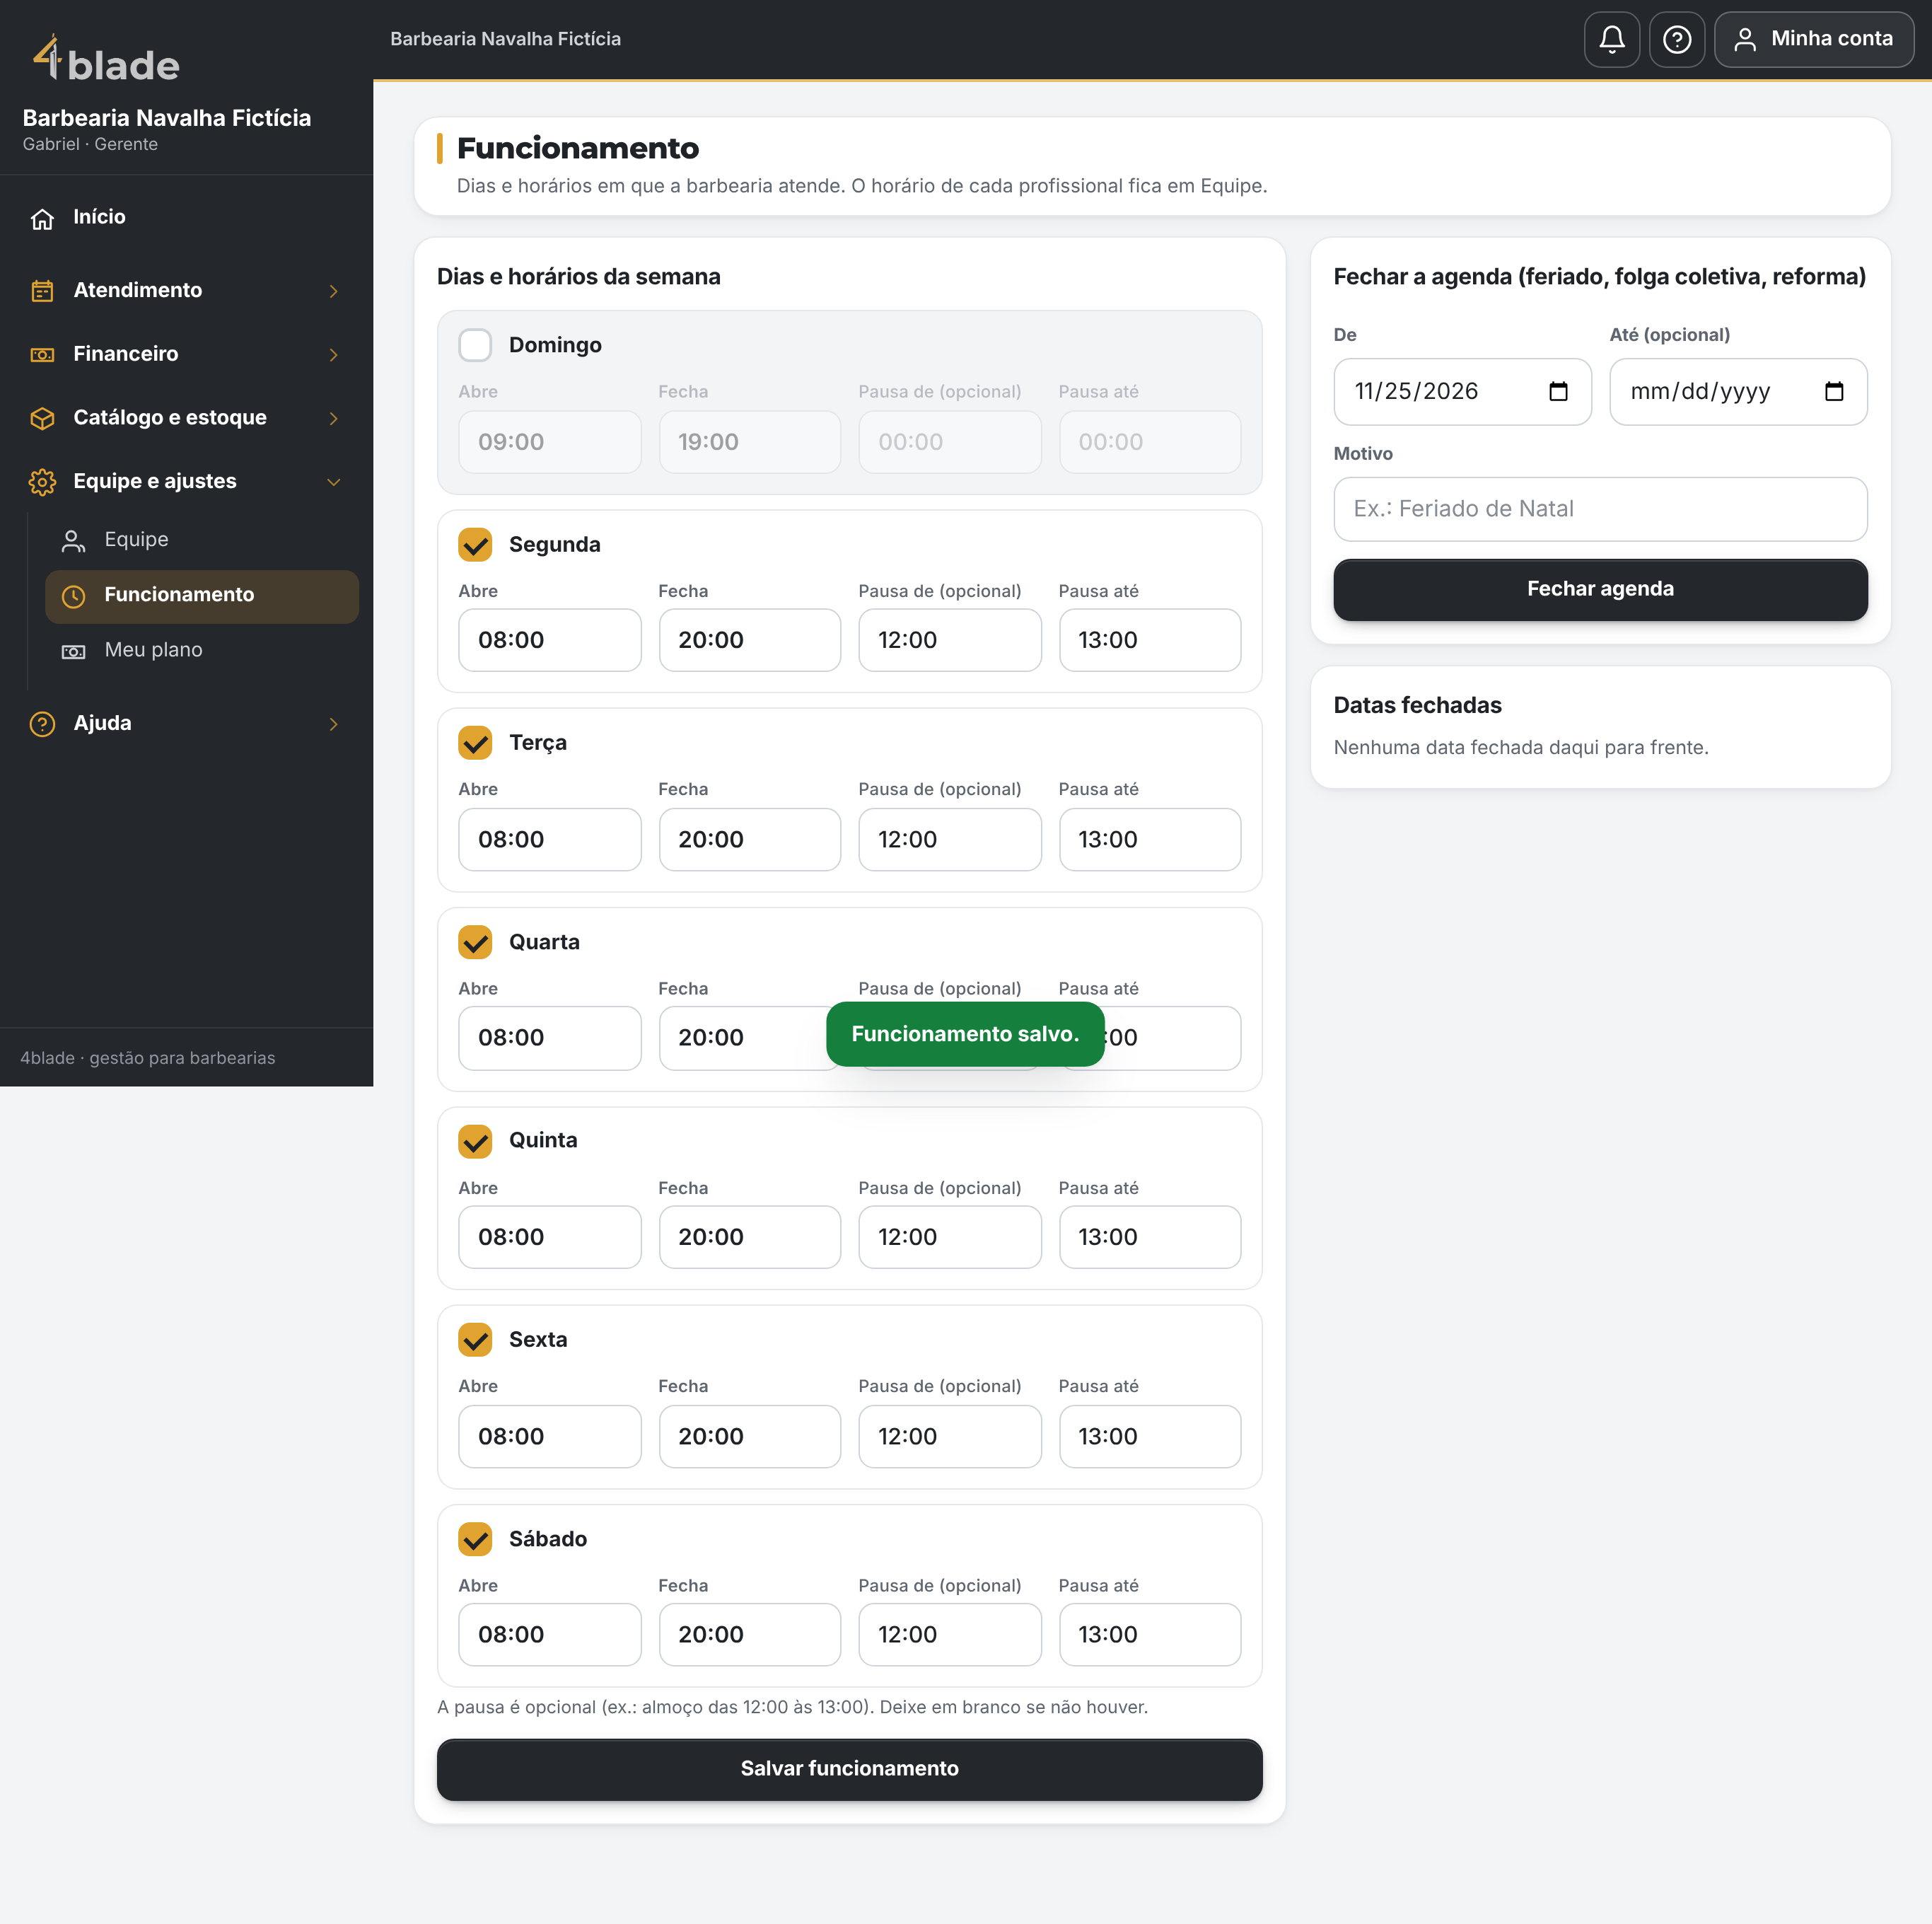 4blade
Barbearia Navalha Fictícia
Gabriel · Gerente
Início
Atendimento
Financeiro
Catálogo e estoque
Equipe e ajustes
Equipe
Funcionamento
Meu plano
Ajuda
4blade · gestão para barbearias
Barbearia Navalha Fictícia
Minha conta
Funcionamento
Dias e horários em que a barbearia atende. O horário de cada profissional fica em Equipe.
Dias e horários da semana
Domingo
Abre Fecha Pausa de (opcional) Pausa até
09:00 19:00 00:00 00:00
Segunda
Abre Fecha Pausa de (opcional) Pausa até
08:00 20:00 12:00 13:00
Terça
Abre Fecha Pausa de (opcional) Pausa até
08:00 20:00 12:00 13:00
Quarta
Abre Fecha Pausa de (opcional) Pausa até
08:00 20:00 :00
Funcionamento salvo.
Quinta
Abre Fecha Pausa de (opcional) Pausa até
08:00 20:00 12:00 13:00
Sexta
Abre Fecha Pausa de (opcional) Pausa até
08:00 20:00 12:00 13:00
Sábado
Abre Fecha Pausa de (opcional) Pausa até
08:00 20:00 12:00 13:00
A pausa é opcional (ex.: almoço das 12:00 às 13:00). Deixe em branco se não houver.
Salvar funcionamento
Fechar a agenda (feriado, folga coletiva, reforma)
De Até (opcional)
11/25/2026 mm/dd/yyyy
Motivo
Ex.: Feriado de Natal
Fechar agenda
Datas fechadas
Nenhuma data fechada daqui para frente.